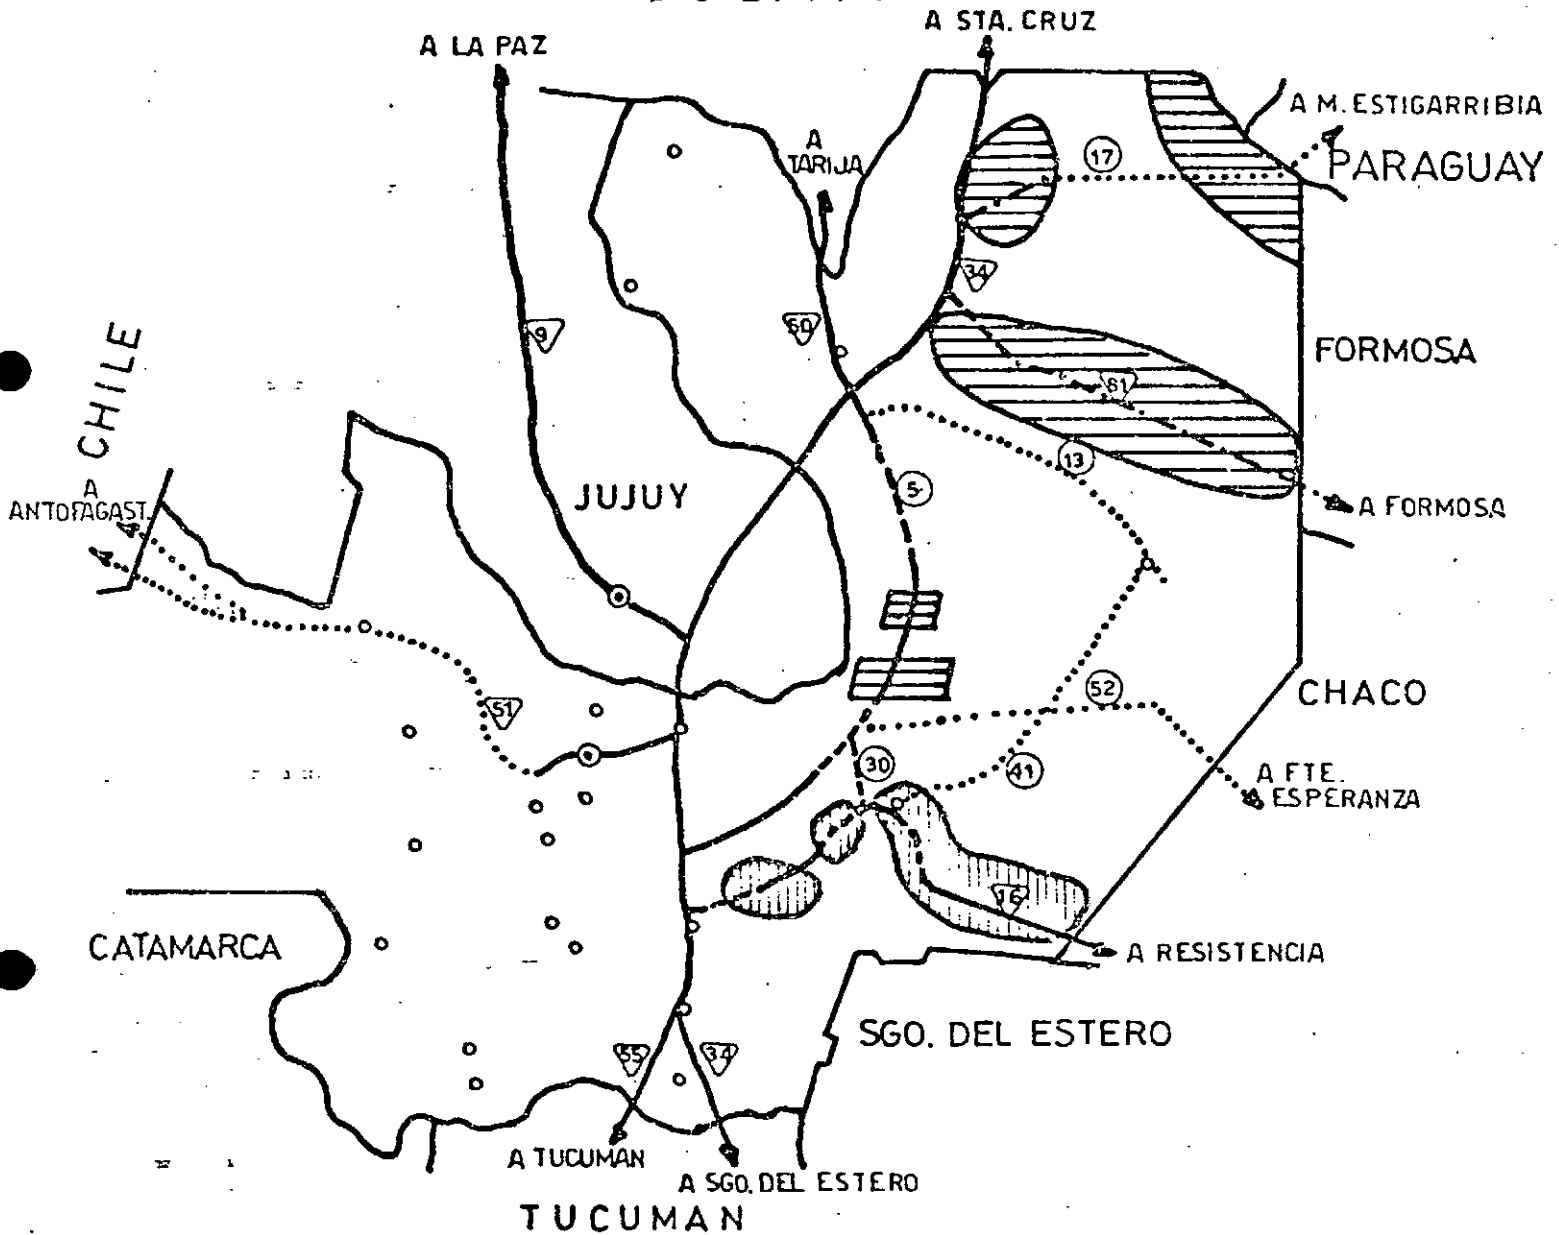 A STA. CRUZ
A LA PAZ
A M. ESTIGARRIBIA
A
TARIJA
17
PARAGUAY
34
9
50
CHILE
FORMOSA
81
13
A
ANTOFAGAST.
JUJUY
5
A FORMOSA
51
52
CHACO
30
41
A FTE.
ESPERANZA
16
CATAMARCA
A RESISTENCIA
SGO. DEL ESTERO
55
34
A TUCUMAN
A SGO. DEL ESTERO
TUCUMAN